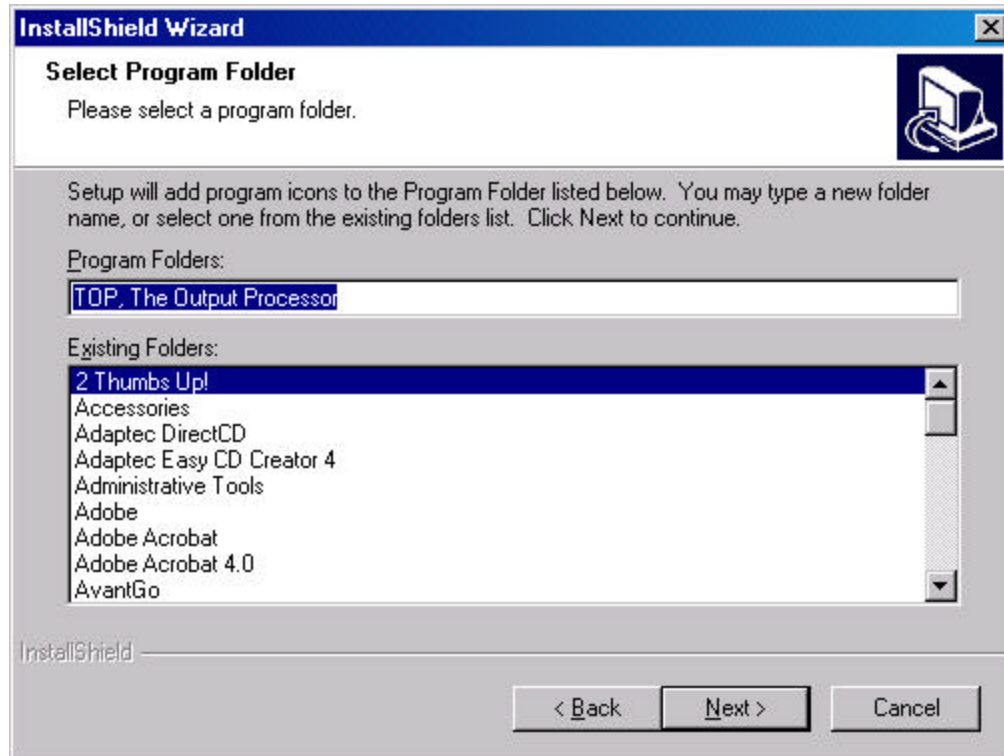 InstallShield Wizard
Select Program Folder
Please select a program folder.
Setup will add program icons to the Program Folder listed below.  You may type a new folder
name, or select one from the existing folders list.  Click Next to continue.
Program Folders:
TOP, The Output Processor
Existing Folders:
2 Thumbs Up!
Accessories
Adaptec DirectCD
Adaptec Easy CD Creator 4
Administrative Tools
Adobe
Adobe Acrobat
Adobe Acrobat 4.0
AvantGo
InstallShield
< Back
Next >
Cancel